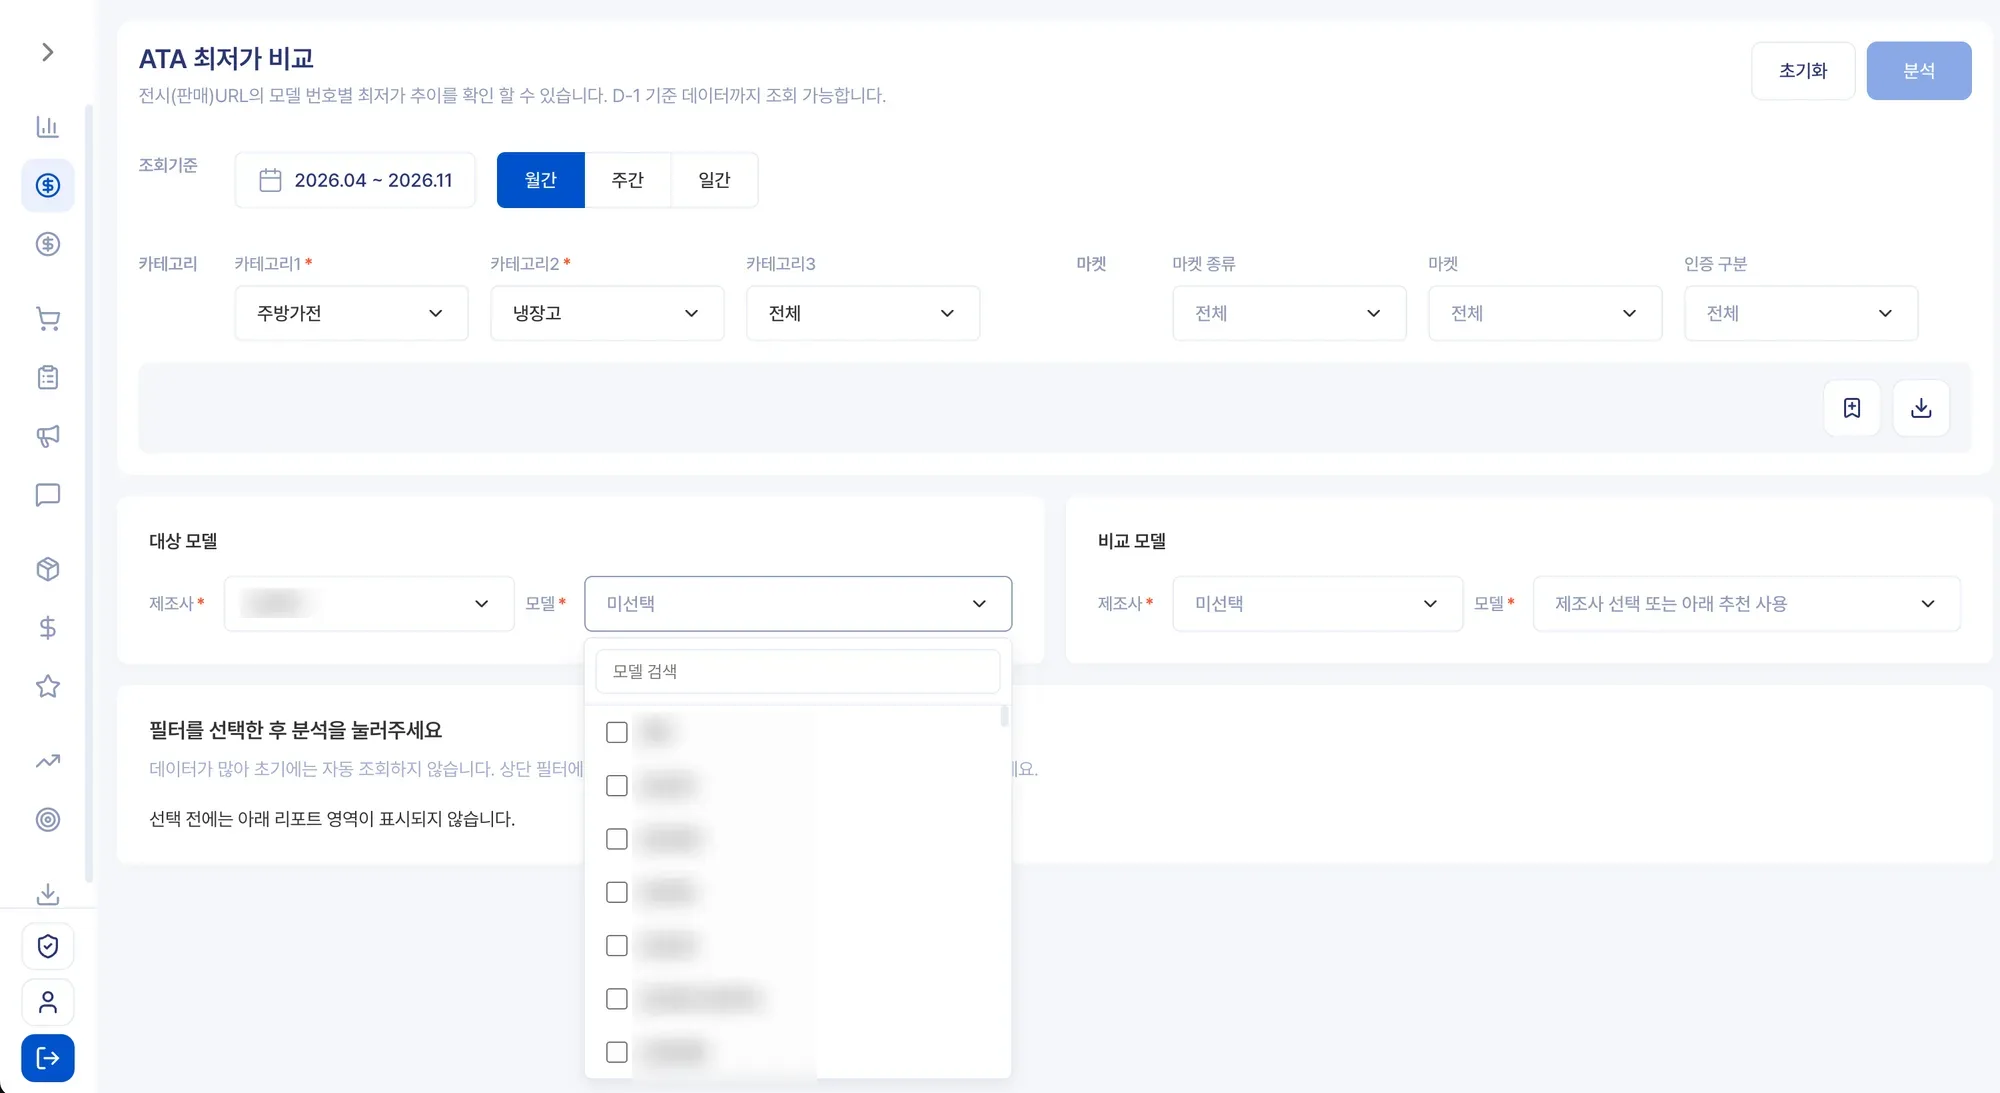 ATA 최저가 비교
전시(판매)URL의 모델 번호별 최저가 추이를 확인 할 수 있습니다. D-1 기준 데이터까지 조회 가능합니다.
초기화
분석
조회기준
2026.04 ~ 2026.11
월간
주간
일간
카테고리
카테고리1 *
카테고리2 *
카테고리3
마켓
마켓 종류
마켓
인증 구분
주방가전
냉장고
전체
전체
전체
전체
대상 모델
제조사 *
모델 *
미선택
모델 검색
비교 모델
제조사 *
미선택
모델 *
제조사 선택 또는 아래 추천 사용
필터를 선택한 후 분석을 눌러주세요
데이터가 많아 초기에는 자동 조회하지 않습니다. 상단 필터에
요.
선택 전에는 아래 리포트 영역이 표시되지 않습니다.